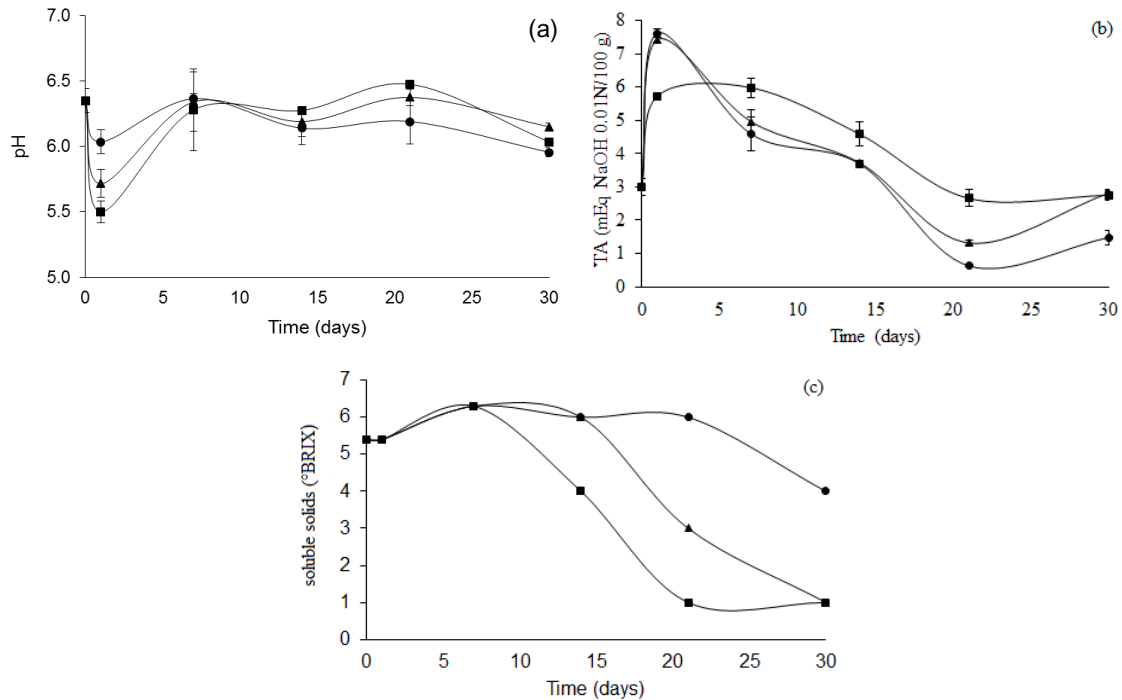 (a)
7.0
6.5
6.0
5.5
5.0
pH
0 5 10 15 20 25 30
Time (days)
(b)
8
7
6
5
4
3
2
1
0
TA (mEq NaOH 0.01N/100 g)
0 5 10 15 20 25 30
Time (days)
(c)
7
6
5
4
3
2
1
0
soluble solids (°BRIX)
0 5 10 15 20 25 30
Time (days)